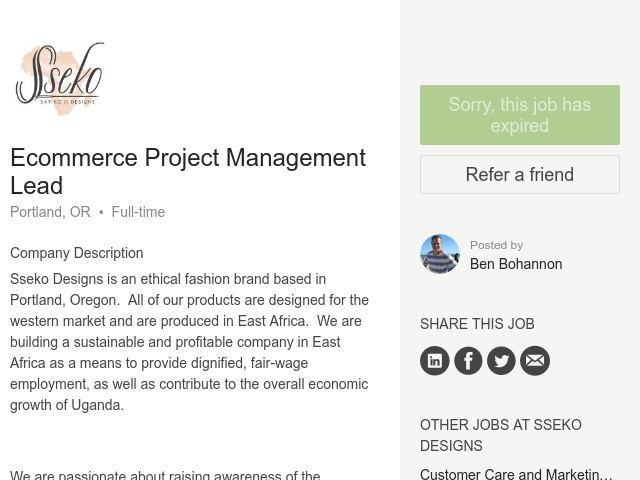 Sseko
SAY-KO // DESIGNS
Ecommerce Project Management
Lead
Portland, OR • Full-time
Company Description
Sseko Designs is an ethical fashion brand based in
Portland, Oregon.  All of our products are designed for the
western market and are produced in East Africa.  We are
building a sustainable and profitable company in East
Africa as a means to provide dignified, fair-wage
employment, as well as contribute to the overall economic
growth of Uganda.
We are passionate about raising awareness of the
Sorry, this job has
expired
Refer a friend
Posted by
Ben Bohannon
SHARE THIS JOB
OTHER JOBS AT SSEKO
DESIGNS
Customer Care and Marketin…